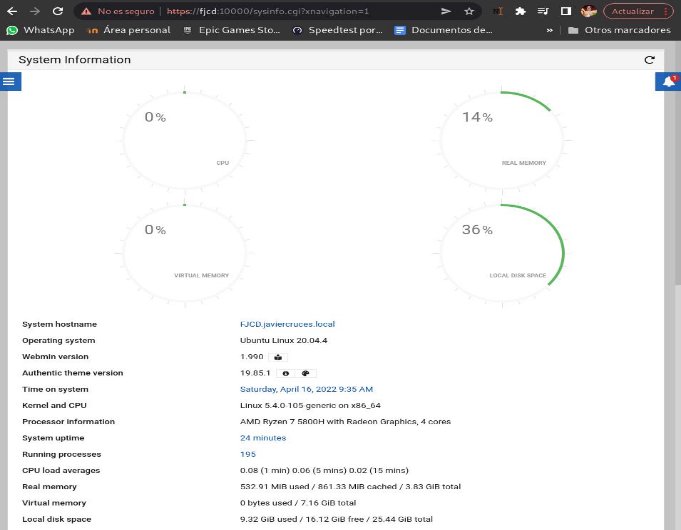 No es seguro | https://fjcd:10000/sysinfo.cgi?xnavigation=1
Actualizar
WhatsApp Área personal Epic Games Sto... Speedtest por... Documentos de... » Otros marcadores
System Information
1
0%
CPU
14%
REAL MEMORY
0%
VIRTUAL MEMORY
36%
LOCAL DISK SPACE
System hostname FJCD.javiercruces.local
Operating system Ubuntu Linux 20.04.4
Webmin version 1.990
Authentic theme version 19.85.1
Time on system Saturday, April 16, 2022 9:35 AM
Kernel and CPU Linux 5.4.0-105-generic on x86_64
Processor information AMD Ryzen 7 5800H with Radeon Graphics, 4 cores
System uptime 24 minutes
Running processes 195
CPU load averages 0.08 (1 min) 0.06 (5 mins) 0.02 (15 mins)
Real memory 532.91 MiB used / 861.33 MiB cached / 3.83 GiB total
Virtual memory 0 bytes used / 7.16 GiB total
Local disk space 9.32 GiB used / 16.12 GiB free / 25.44 GiB total